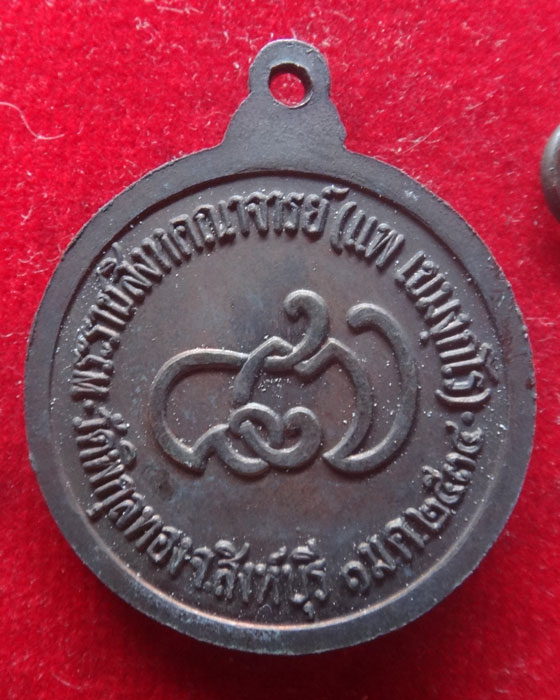 พระราชสิงหคณาจารย์ (แพ เขมงฺกโร)
วัดพิกุลทอง จ.สิงห์บุรี ๑ ม.ค. ๒๕๓๔